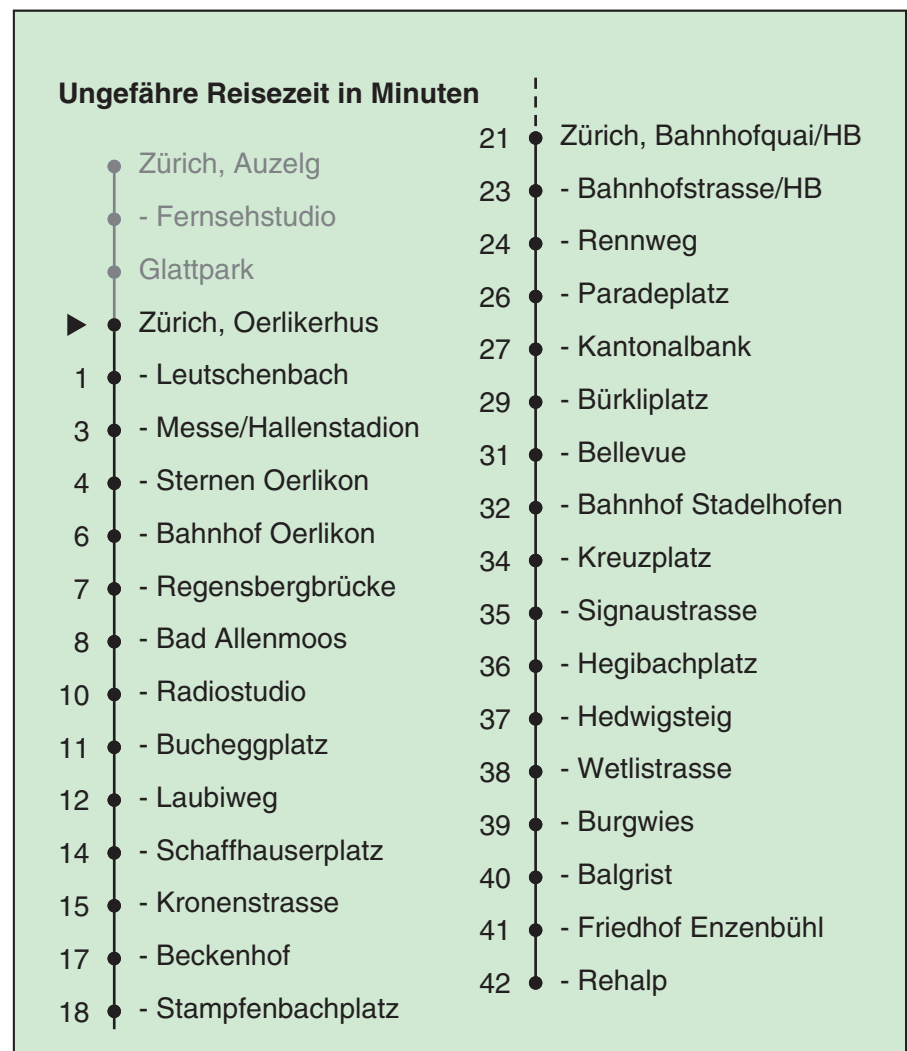 Ungefähre Reisezeit in Minuten
Zürich, Auzelg
- Fernsehstudio
Glattpark
Zürich, Oerlikerhus
1 - Leutschenbach
3 - Messe/Hallenstadion
4 - Sternen Oerlikon
6 - Bahnhof Oerlikon
7 - Regensbergbrücke
8 - Bad Allenmoos
10 - Radiostudio
11 - Bucheggplatz
12 - Laubiweg
14 - Schaffhauserplatz
15 - Kronenstrasse
17 - Beckenhof
18 - Stampfenbachplatz
21 Zürich, Bahnhofquai/HB
23 - Bahnhofstrasse/HB
24 - Rennweg
26 - Paradeplatz
27 - Kantonalbank
29 - Bürkliplatz
31 - Bellevue
32 - Bahnhof Stadelhofen
34 - Kreuzplatz
35 - Signaustrasse
36 - Hegibachplatz
37 - Hedwigsteig
38 - Wetlistrasse
39 - Burgwies
40 - Balgrist
41 - Friedhof Enzenbühl
42 - Rehalp